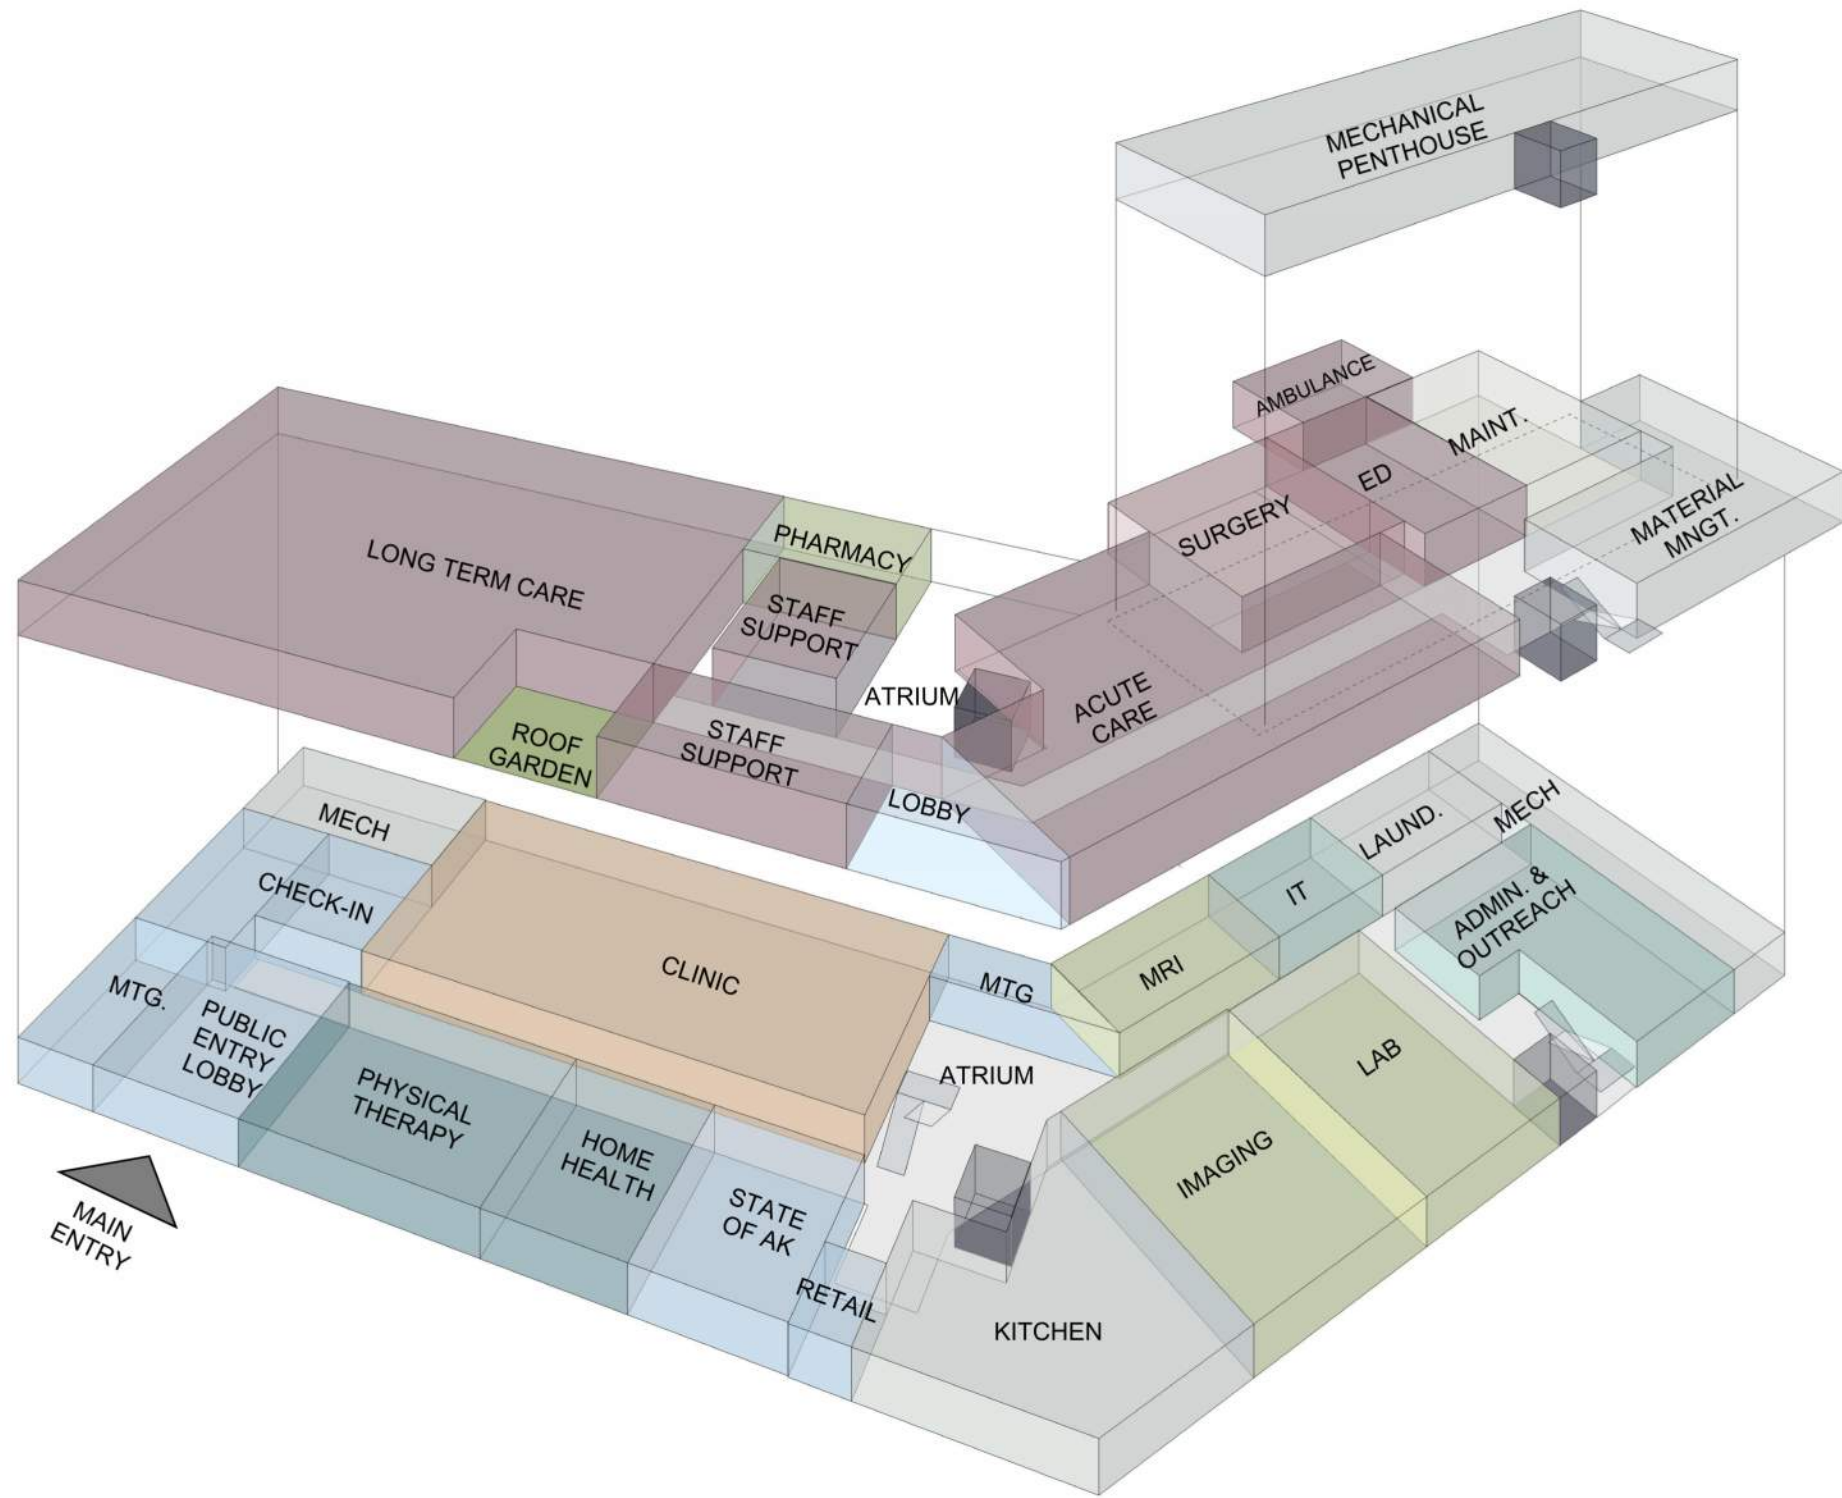 MECHANICAL
PENTHOUSE
AMBULANCE
MAINT.
ED
SURGERY
MATERIAL
MNGT.
LONG TERM CARE
PHARMACY
STAFF
SUPPORT
ATRIUM
ACUTE
CARE
ROOF
GARDEN
STAFF
SUPPORT
LOBBY
MECH
CHECK-IN
CLINIC
MTG
MRI
IT
LAUND.
MECH
ADMIN. &
OUTREACH
MTG.
PUBLIC
ENTRY
LOBBY
PHYSICAL
THERAPY
HOME
HEALTH
STATE
OF AK
RETAIL
ATRIUM
LAB
IMAGING
KITCHEN
MAIN
ENTRY